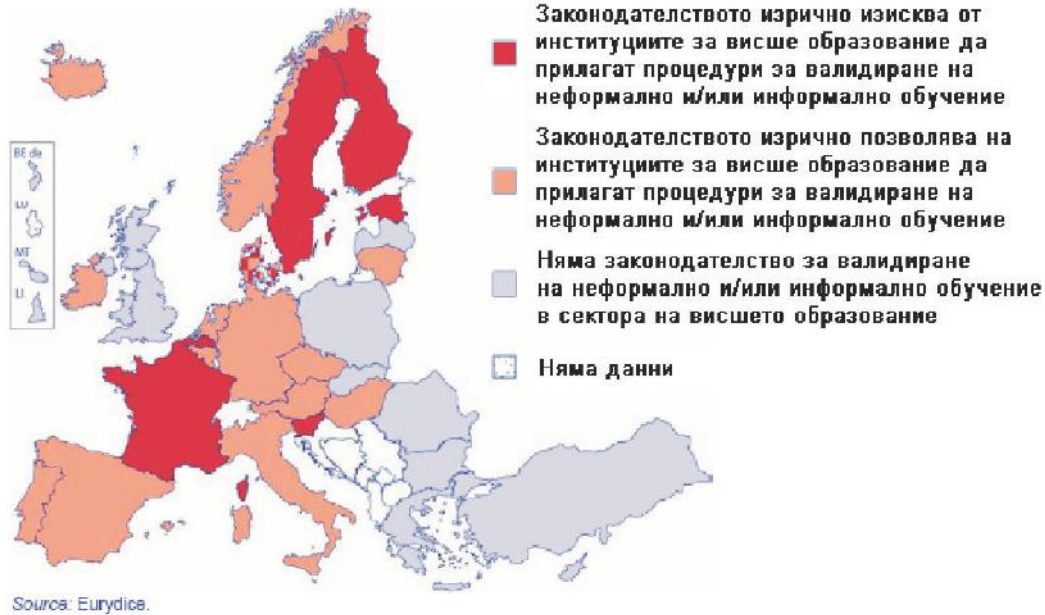 Законодателството изрично изисква от
институциите за висше образование да
прилагат процедури за валидиране на
неформално и/или информално обучение
Законодателството изрично позволява на
институциите за висше образование да
прилагат процедури за валидиране на
неформално и/или информално обучение
Няма законодателство за валидиране
на неформално и/или информално обучение
в сектора на висшето образование
Няма данни
BE de
LU
MT
LI
Source: Eurydice.